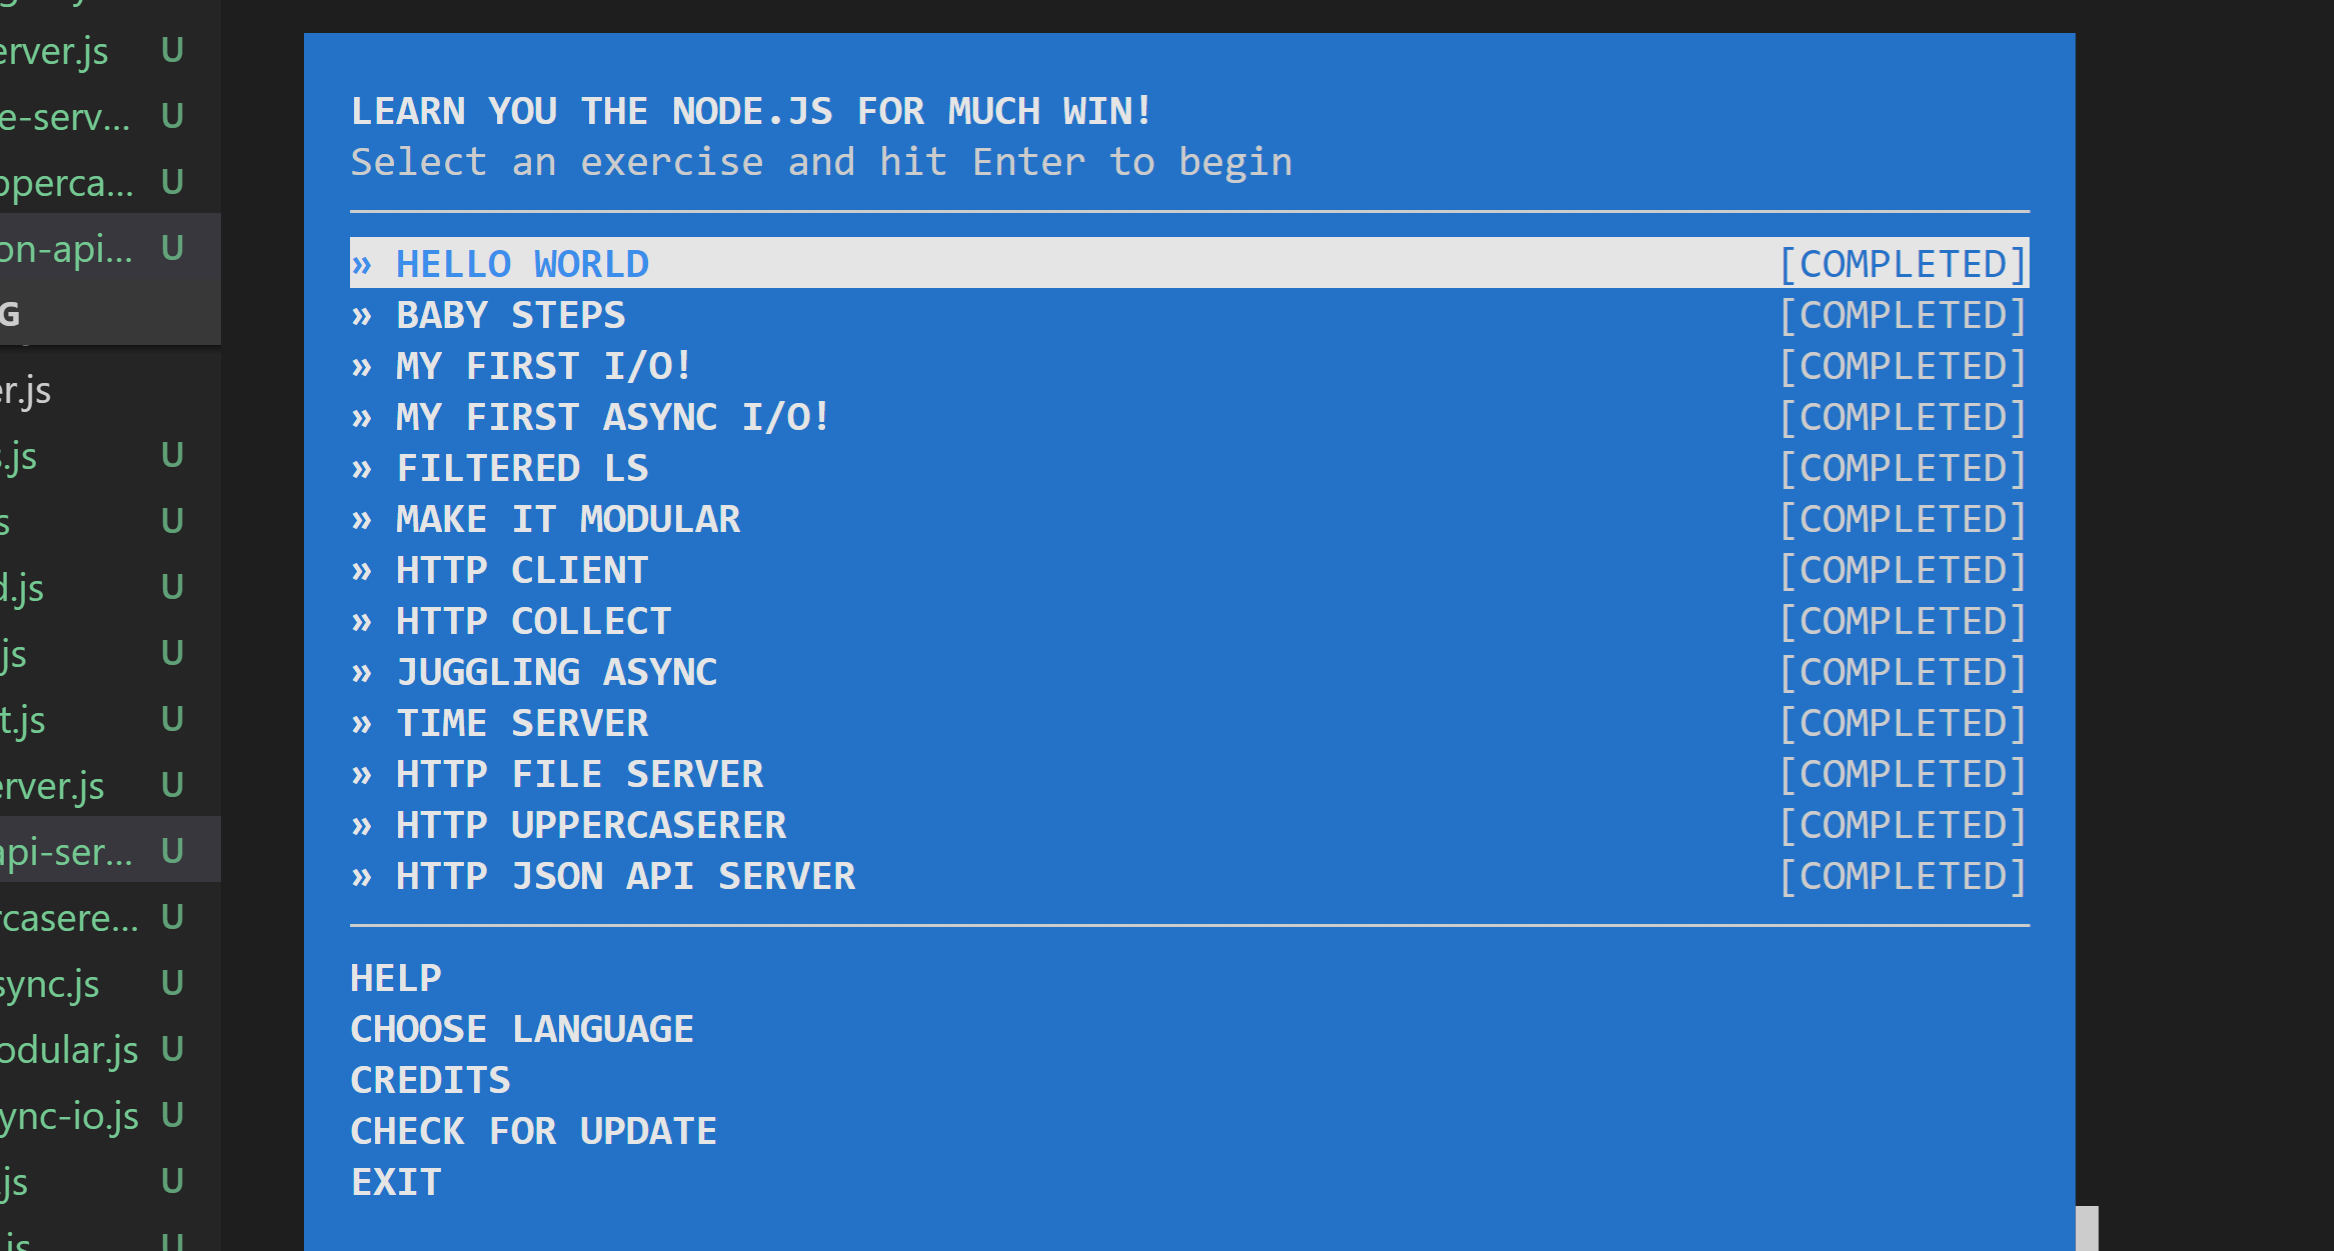 erver.js U
e-serv... U
pperca... U
on-api... U
G
er.js
.js U
s U
d.js U
js U
t.js U
erver.js U
api-ser... U
rcasere... U
sync.js U
odular.js U
ync-io.js U
.js U
.js U
LEARN YOU THE NODE.JS FOR MUCH WIN!
Select an exercise and hit Enter to begin
» HELLO WORLD [COMPLETED]
» BABY STEPS [COMPLETED]
» MY FIRST I/O! [COMPLETED]
» MY FIRST ASYNC I/O! [COMPLETED]
» FILTERED LS [COMPLETED]
» MAKE IT MODULAR [COMPLETED]
» HTTP CLIENT [COMPLETED]
» HTTP COLLECT [COMPLETED]
» JUGGLING ASYNC [COMPLETED]
» TIME SERVER [COMPLETED]
» HTTP FILE SERVER [COMPLETED]
» HTTP UPPERCASERER [COMPLETED]
» HTTP JSON API SERVER [COMPLETED]
HELP
CHOOSE LANGUAGE
CREDITS
CHECK FOR UPDATE
EXIT